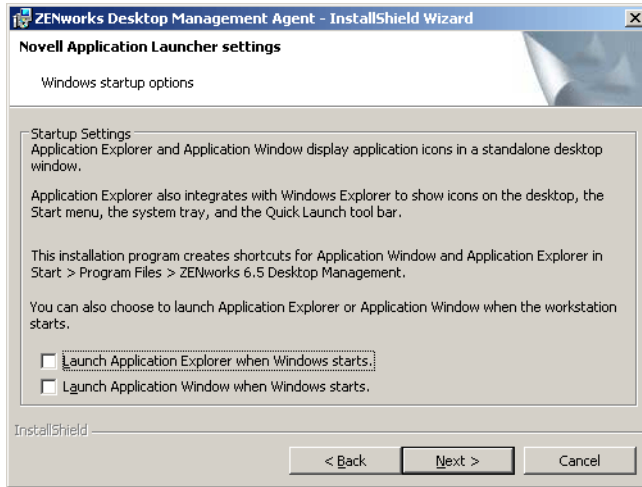 ZENworks Desktop Management Agent - InstallShield Wizard
Novell Application Launcher settings
Windows startup options
Startup Settings
Application Explorer and Application Window display application icons in a standalone desktop
window.
Application Explorer also integrates with Windows Explorer to show icons on the desktop, the
Start menu, the system tray, and the Quick Launch tool bar.
This installation program creates shortcuts for Application Window and Application Explorer in
Start > Program Files > ZENworks 6.5 Desktop Management.
You can also choose to launch Application Explorer or Application Window when the workstation
starts.
Launch Application Explorer when Windows starts.
Launch Application Window when Windows starts.
InstallShield
< Back Next > Cancel